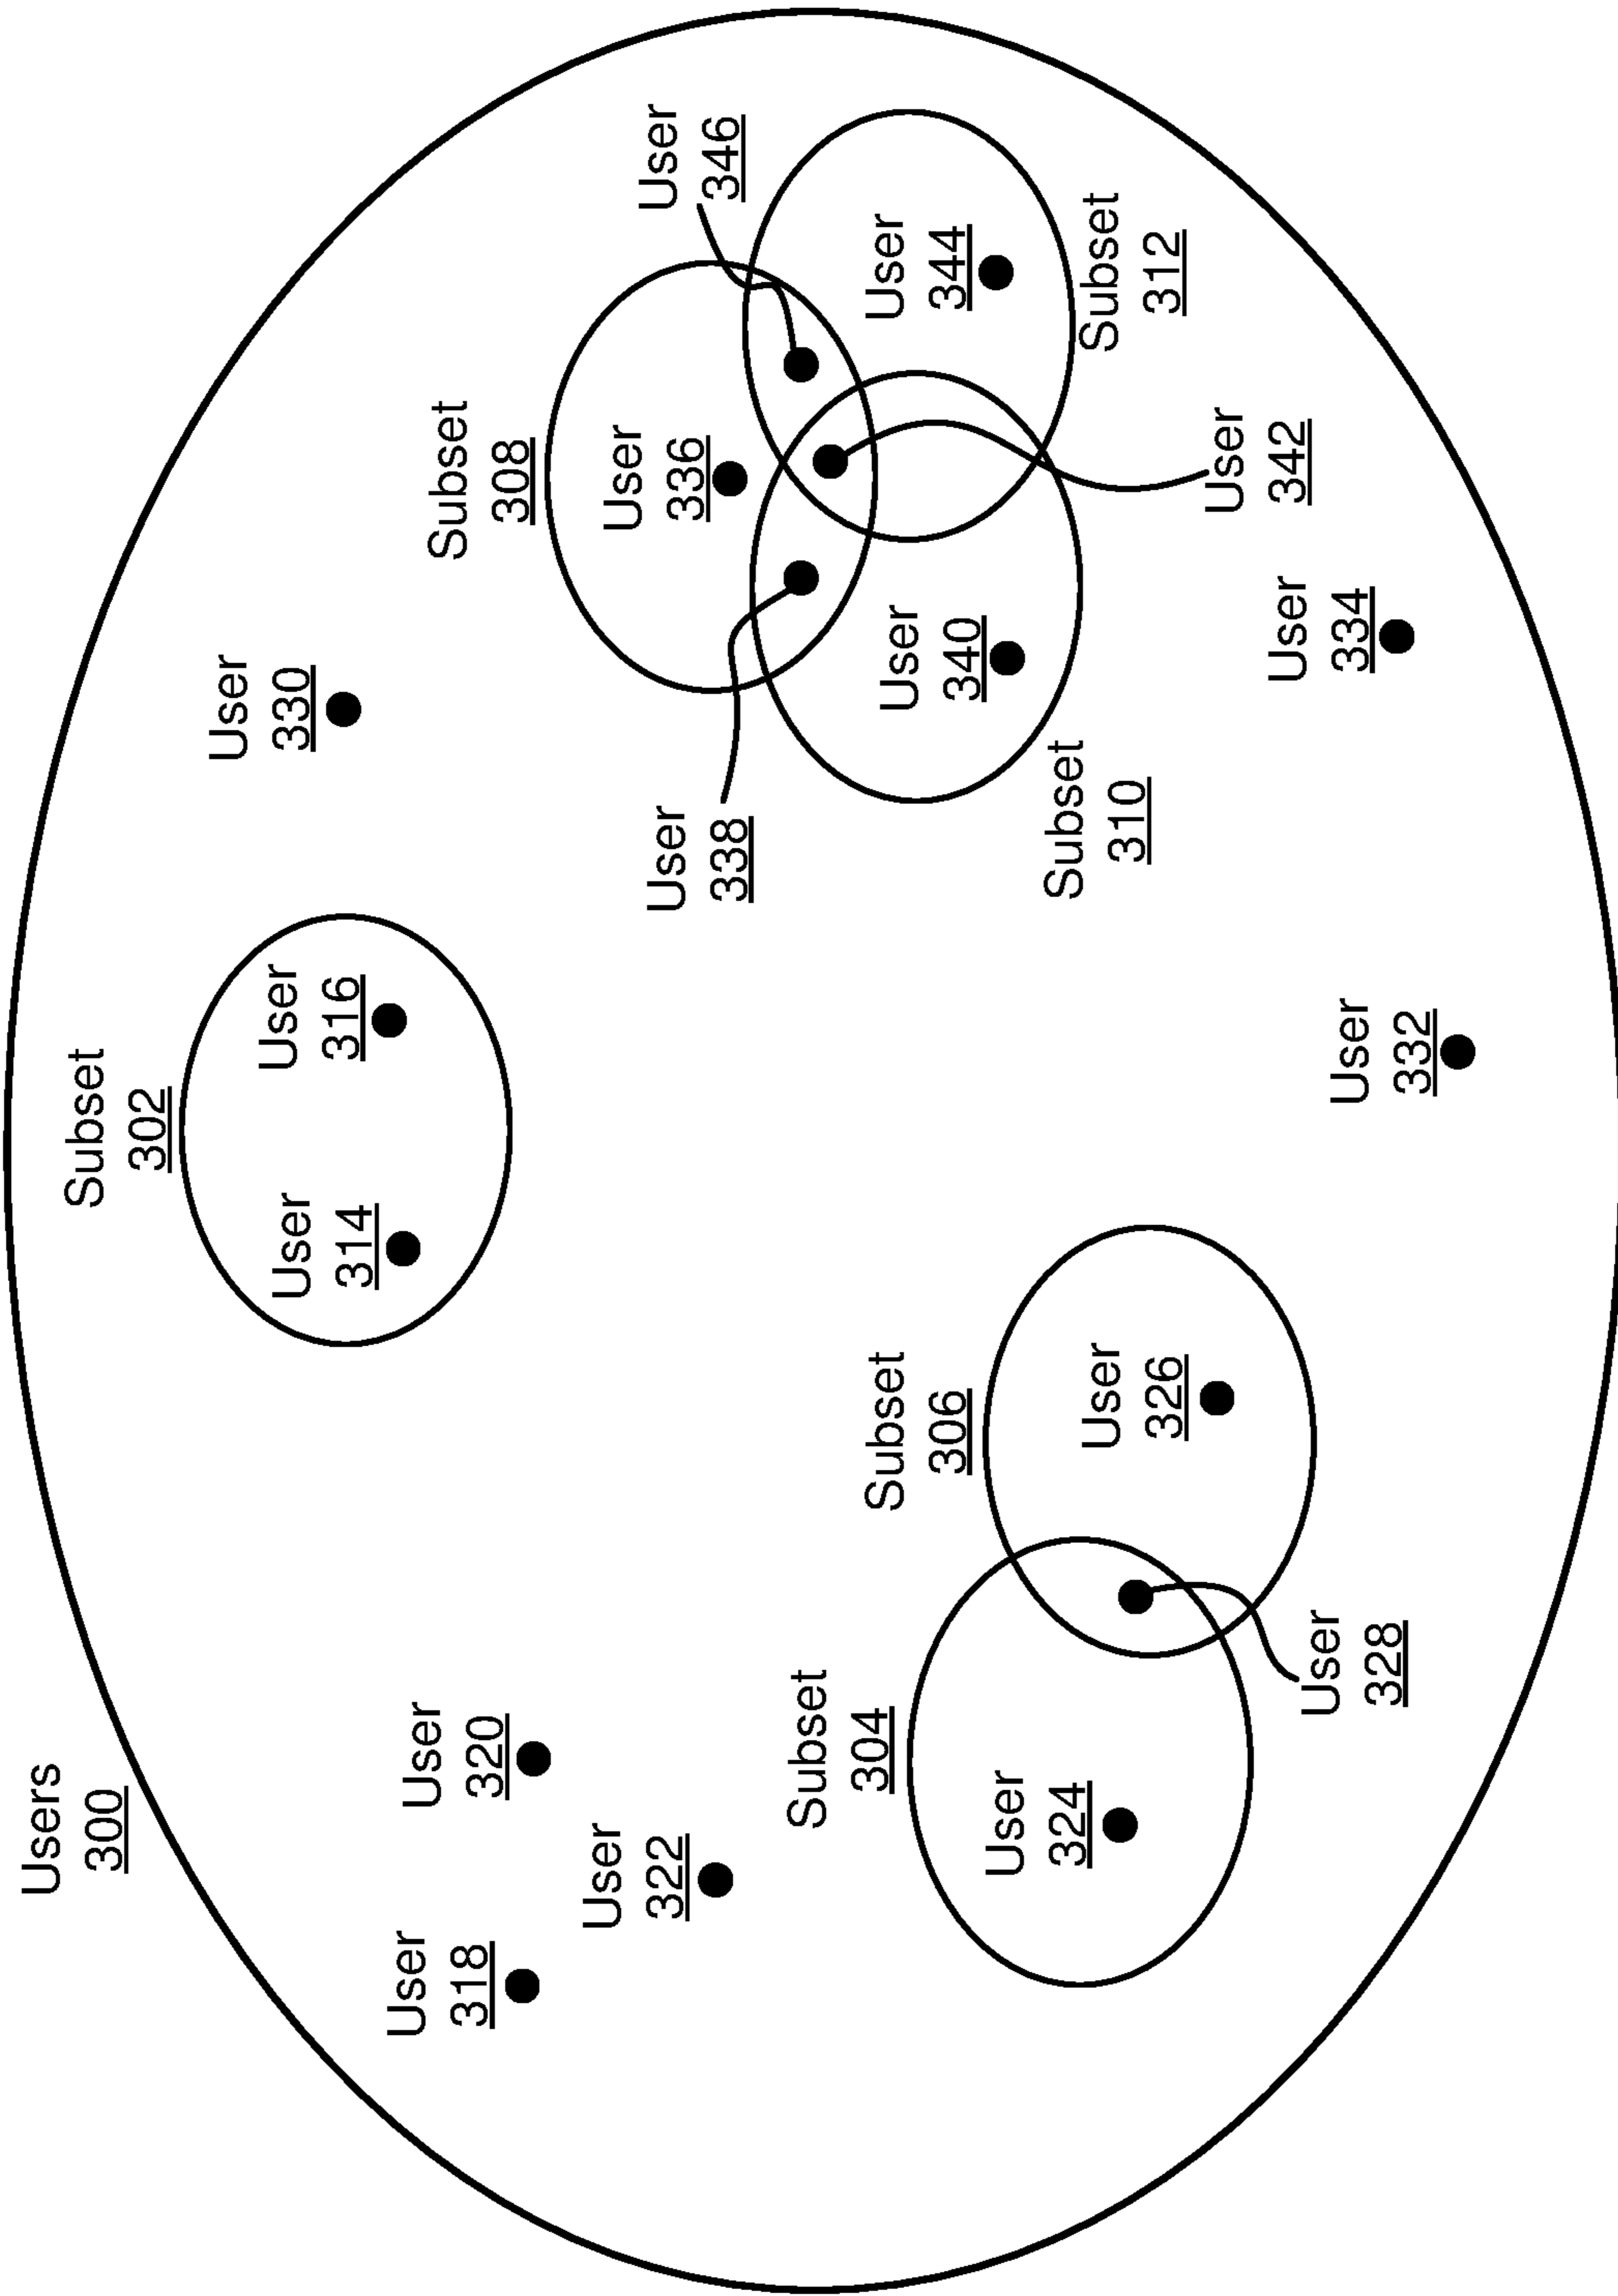 Users
300
Subset
302
User
330
User
314
User
316
User
318
User
320
Subset
308
User
322
User
336
User
346
User
338
Subset
304
Subset
306
User
340
User
344
User
324
User
326
Subset
310
Subset
312
User
342
User
334
User
328
User
332